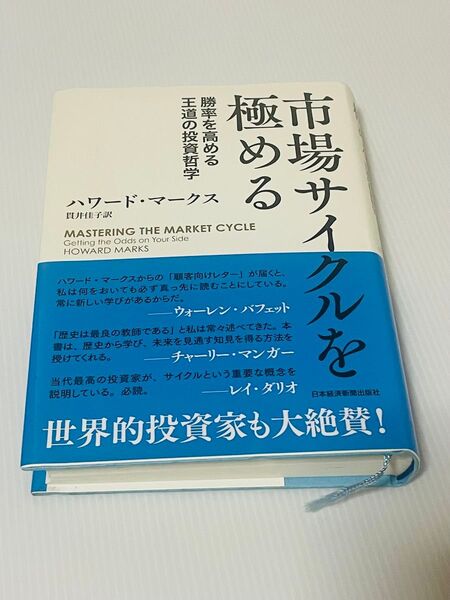 市場サイクルを
極める
勝率を高める
王道の投資哲学
ハワード・マークス
貫井佳子訳
MASTERING THE MARKET CYCLE
Getting the Odds on Your Side
HOWARD MARKS
ハワード・マークスからの「顧客向けレター」が届くと、
私は何をおいても必ず真っ先に読むことにしている。
常に新しい学びがあるからだ。
——ウォーレン・バフェット
「歴史は最良の教師である」と私は常々述べてきた。本
書は、歴史から学び、未来を見通す知見を得る方法を
授けてくれる。
——チャーリー・マンガー
当代最高の投資家が、サイクルという重要な概念を
説明している。必読。
——レイ・ダリオ
日本経済新聞出版社
世界的投資家も大絶賛！